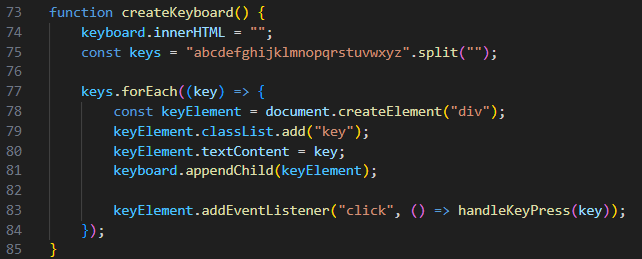 73 function createKeyboard() {
74     keyboard.innerHTML = "";
75     const keys = "abcdefghijklmnopqrstuvwxyz".split("");
76
77     keys.forEach((key) => {
78         const keyElement = document.createElement("div");
79         keyElement.classList.add("key");
80         keyElement.textContent = key;
81         keyboard.appendChild(keyElement);
82
83         keyElement.addEventListener("click", () => handleKeyPress(key));
84     });
85 }